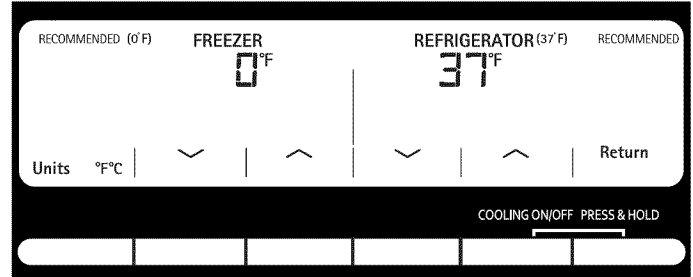 RECOMMENDED (0°F) FREEZER REFRIGERATOR (37°F) RECOMMENDED
0°F 37°F
Units °F°C Return
COOLING ON/OFF PRESS & HOLD